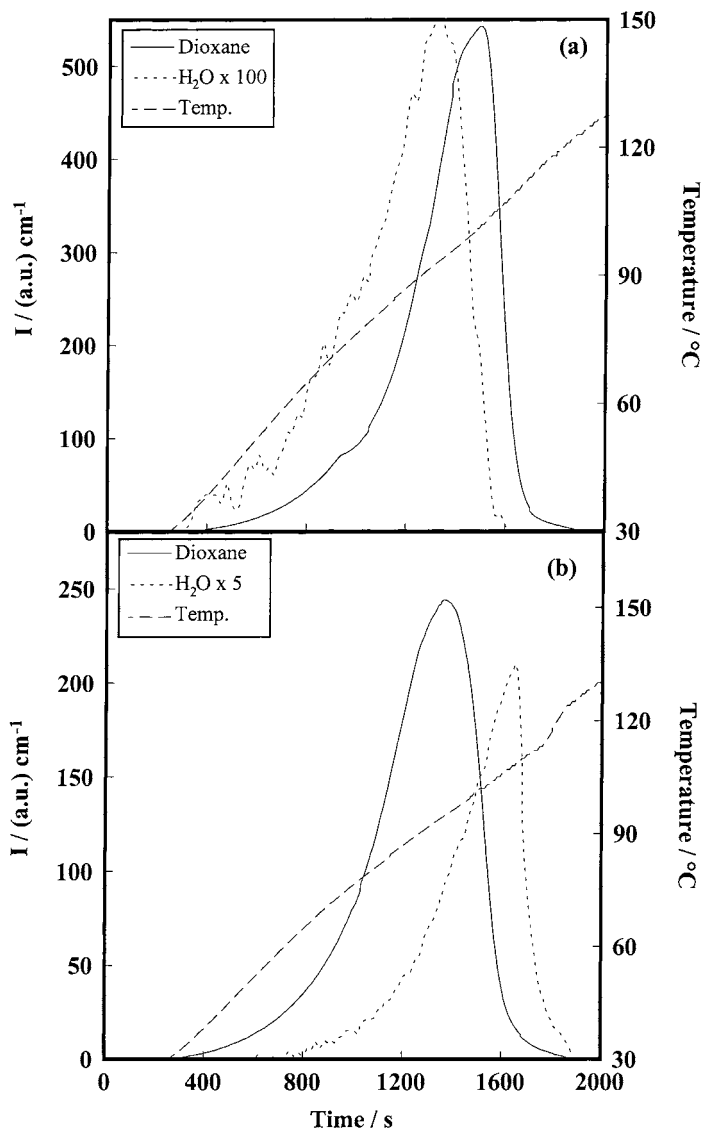 (a)
Dioxane
H₂O x 100
Temp.
I / (a.u.) cm⁻¹
500
400
300
200
100
0
150
120
90
60
30
Temperature / °C
(b)
Dioxane
H₂O x 5
Temp.
I / (a.u.) cm⁻¹
250
200
150
100
50
0
150
120
90
60
30
Temperature / °C
0 400 800 1200 1600 2000
Time / s